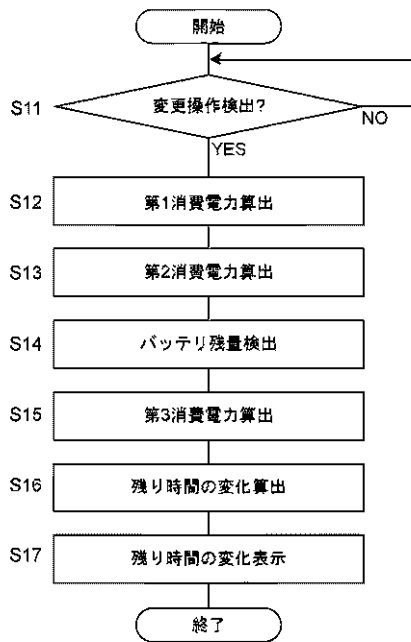 開始
S11
変更操作検出?
NO
YES
S12
第1消費電力算出
S13
第2消費電力算出
S14
バッテリ残量検出
S15
第3消費電力算出
S16
残り時間の変化算出
S17
残り時間の変化表示
終了